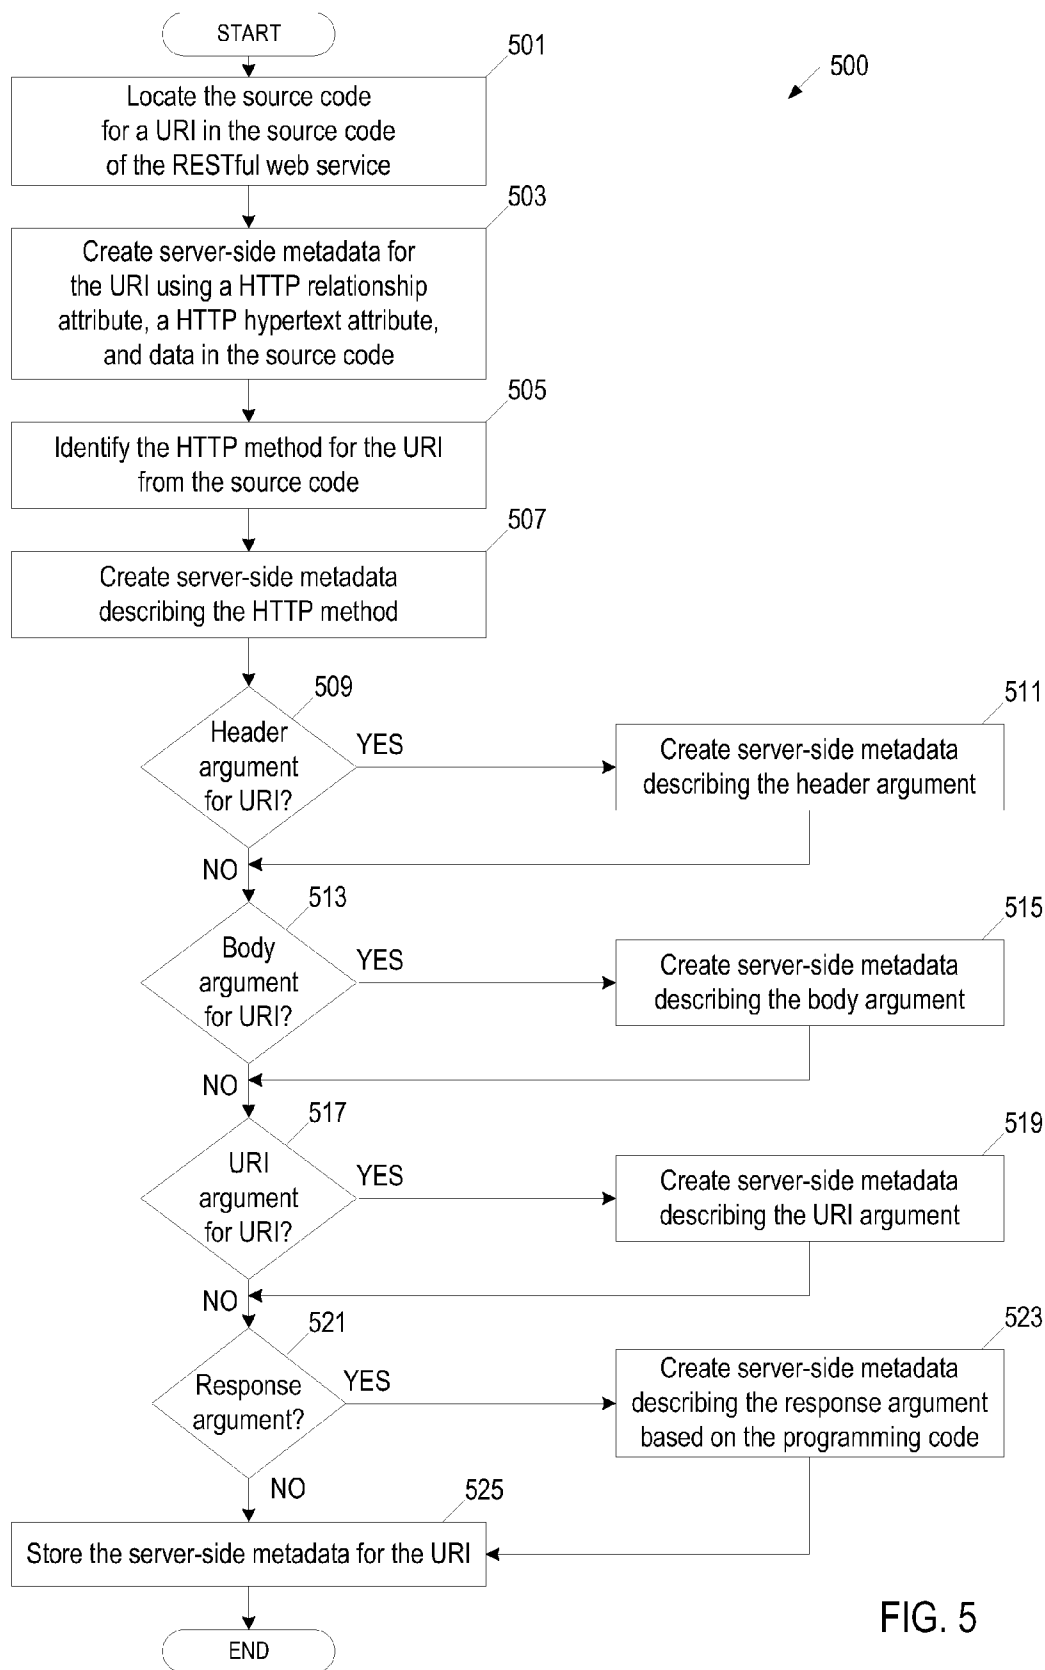 START
501
500
Locate the source code
for a URI in the source code
of the RESTful web service
503
Create server-side metadata for
the URI using a HTTP relationship
attribute, a HTTP hypertext attribute,
and data in the source code
505
Identify the HTTP method for the URI
from the source code
507
Create server-side metadata
describing the HTTP method
509
Header
argument
for URI?
YES
511
Create server-side metadata
describing the header argument
NO
513
Body
argument
for URI?
YES
515
Create server-side metadata
describing the body argument
NO
517
URI
argument
for URI?
YES
519
Create server-side metadata
describing the URI argument
NO
521
Response
argument?
YES
523
Create server-side metadata
describing the response argument
based on the programming code
NO
525
Store the server-side metadata for the URI
END
FIG. 5